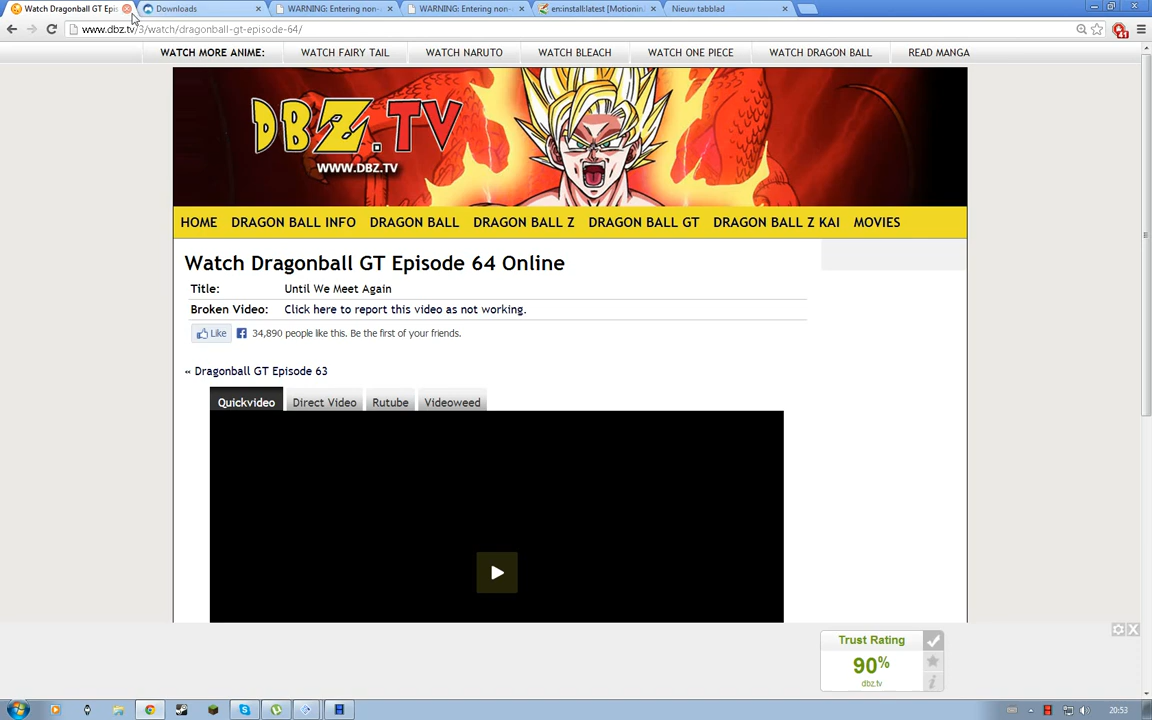 Watch Dragonball GT Epis
Downloads
WARNING: Entering non-
WARNING: Entering non-
en:install:latest [Motionin
Nieuw tabblad
www.dbz.tv/3/watch/dragonball-gt-episode-64/
41
WATCH MORE ANIME: WATCH FAIRY TAIL WATCH NARUTO WATCH BLEACH WATCH ONE PIECE WATCH DRAGON BALL READ MANGA
DBZ.TV
WWW.DBZ.TV
HOME DRAGON BALL INFO DRAGON BALL DRAGON BALL Z DRAGON BALL GT DRAGON BALL Z KAI MOVIES
Watch Dragonball GT Episode 64 Online
Title: Until We Meet Again
Broken Video: Click here to report this video as not working.
Like 34,890 people like this. Be the first of your friends.
« Dragonball GT Episode 63
Quickvideo Direct Video Rutube Videoweed
Trust Rating
90%
dbz.tv
20:53